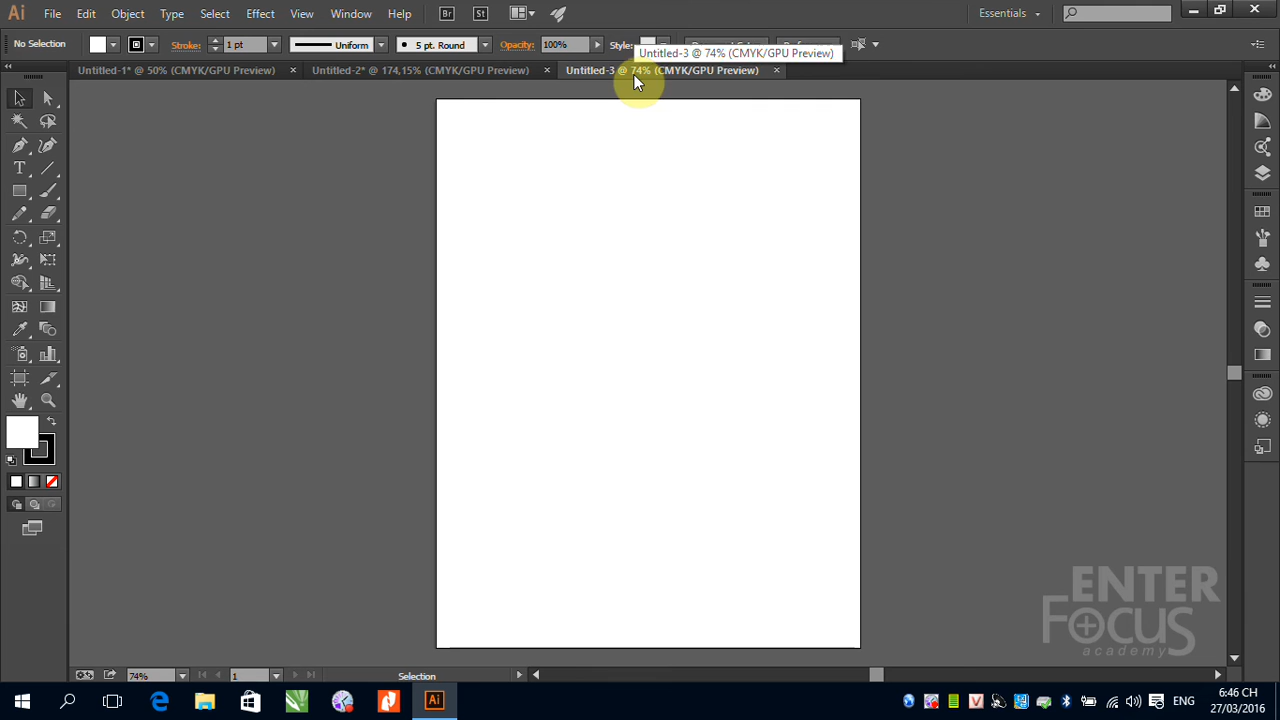 Ai File Edit Object Type Select Effect View Window Help Br St Essentials
No Selection Stroke: 1 pt Uniform 5 pt. Round Opacity: 100% Style:
Untitled-3 @ 74% (CMYK/GPU Preview)
Untitled-1* @ 50% (CMYK/GPU Preview) × Untitled-2* @ 174,15% (CMYK/GPU Preview) × Untitled-3 @ 74% (CMYK/GPU Preview) ×
T
ENTER
FOCUS
academy
74% 1 Selection
Ai ENG 6:46 CH
27/03/2016